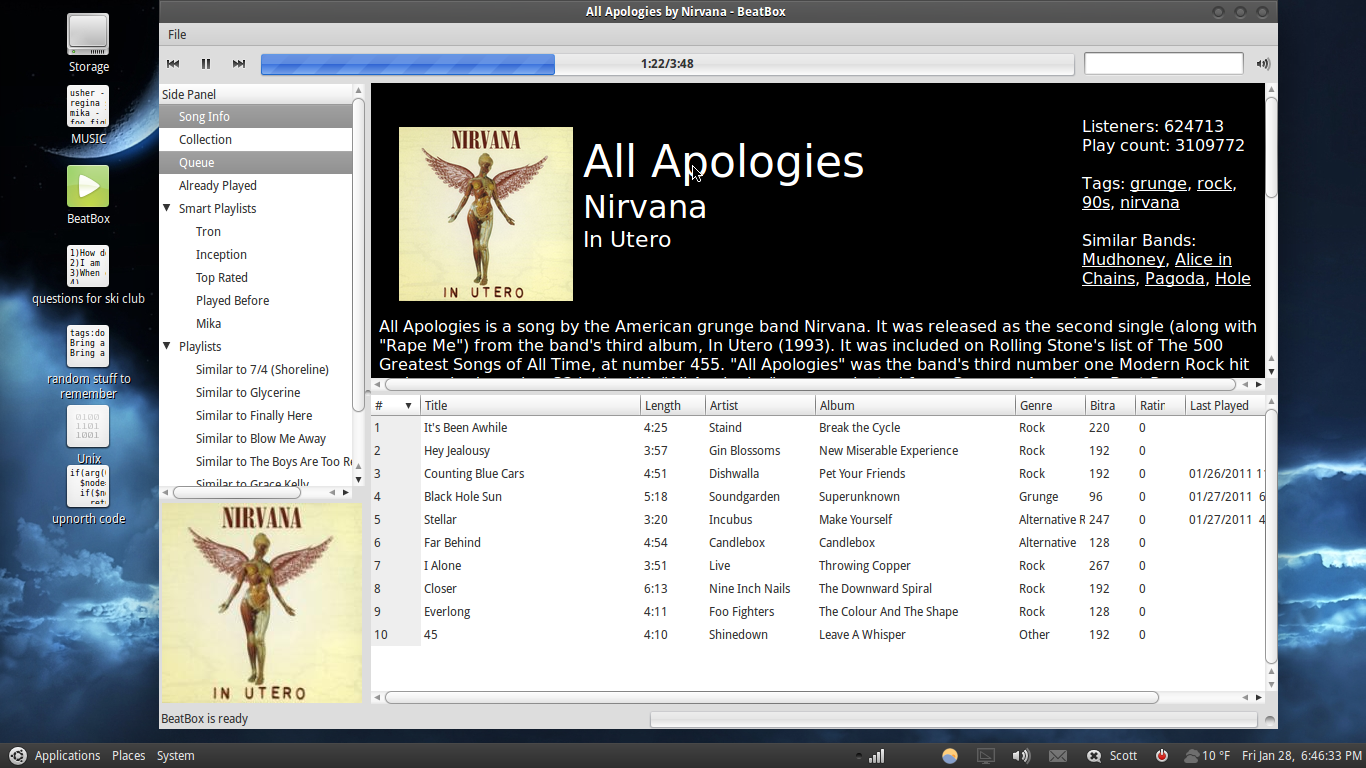 All Apologies by Nirvana - BeatBox
File
1:22/3:48
Storage
usher -
regina
mika -
MUSIC
BeatBox
1)How d
2)I am
3)When
questions for ski club
tags:do
Bring a
Bring a
random stuff to
remember
0100
1101
1001
Unix
if(arg(
$node
if($n
ret
upnorth code
Side Panel
Song Info
Collection
Queue
Already Played
Smart Playlists
Tron
Inception
Top Rated
Played Before
Mika
Playlists
Similar to 7/4 (Shoreline)
Similar to Glycerine
Similar to Finally Here
Similar to Blow Me Away
Similar to The Boys Are Too R
Similar to Grace Kelly
NIRVANA
IN UTERO
NIRVANA
IN UTERO
All Apologies
Nirvana
In Utero
Listeners: 624713
Play count: 3109772
Tags: grunge, rock,
90s, nirvana
Similar Bands:
Mudhoney, Alice in
Chains, Pagoda, Hole
All Apologies is a song by the American grunge band Nirvana. It was released as the second single (along with
"Rape Me") from the band's third album, In Utero (1993). It was included on Rolling Stone's list of The 500
Greatest Songs of All Time, at number 455. "All Apologies" was the band's third number one Modern Rock hit
# Title Length Artist Album Genre Bitra Ratin Last Played
1 It's Been Awhile 4:25 Staind Break the Cycle Rock 220 0
2 Hey Jealousy 3:57 Gin Blossoms New Miserable Experience Rock 192 0
3 Counting Blue Cars 4:51 Dishwalla Pet Your Friends Rock 192 0 01/26/2011 1
4 Black Hole Sun 5:18 Soundgarden Superunknown Grunge 96 0 01/27/2011 6
5 Stellar 3:20 Incubus Make Yourself Alternative R 247 0 01/27/2011 4
6 Far Behind 4:54 Candlebox Candlebox Alternative 128 0
7 I Alone 3:51 Live Throwing Copper Rock 267 0
8 Closer 6:13 Nine Inch Nails The Downward Spiral Rock 192 0
9 Everlong 4:11 Foo Fighters The Colour And The Shape Rock 128 0
10 45 4:10 Shinedown Leave A Whisper Other 192 0
BeatBox is ready
Applications Places System
Scott
10 °F
Fri Jan 28, 6:46:33 PM